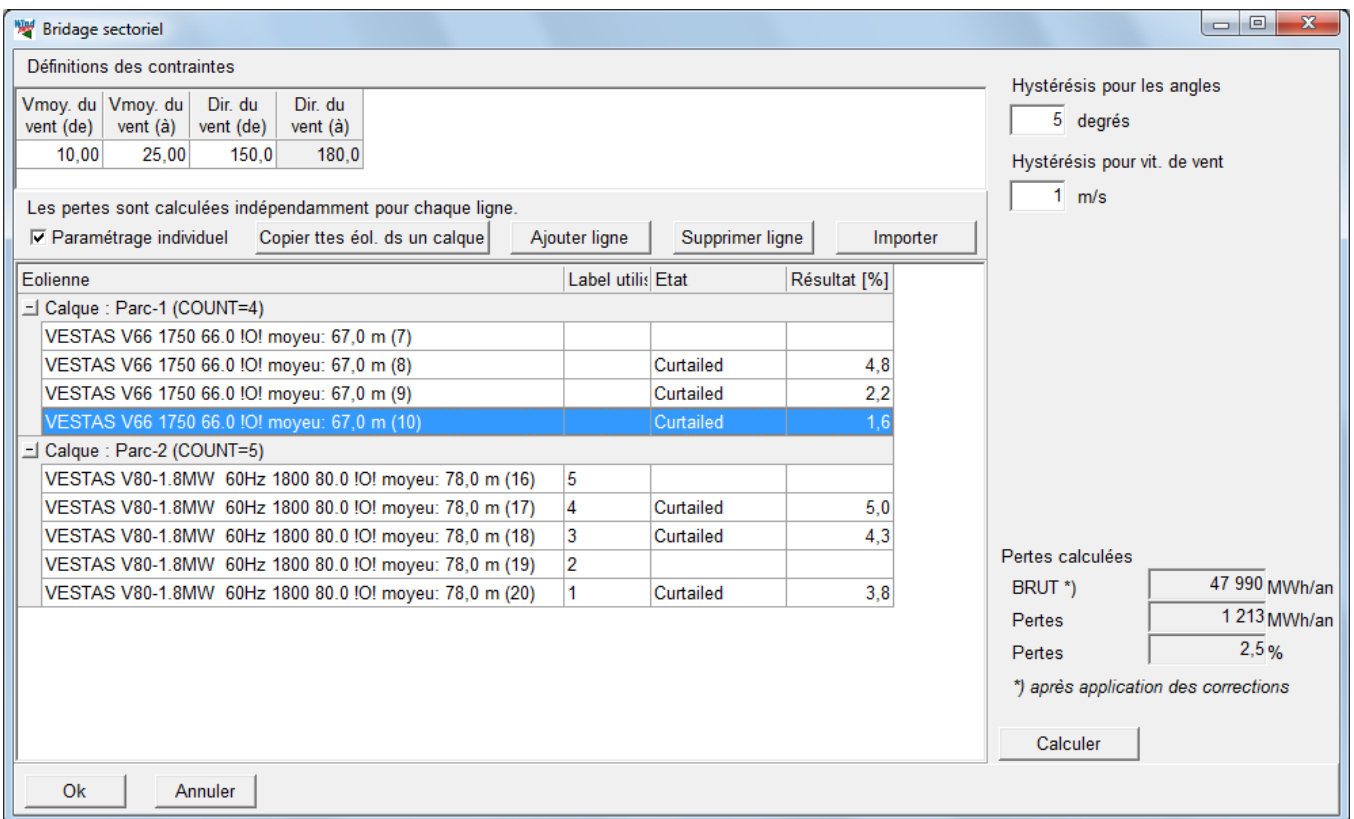 Wind
Bridage sectoriel
Définitions des contraintes
Vmoy. du vent (de) Vmoy. du vent (à) Dir. du vent (de) Dir. du vent (à)
10,00 25,00 150,0 180,0
Hystérésis pour les angles
5 degrés
Hystérésis pour vit. de vent
1 m/s
Les pertes sont calculées indépendamment pour chaque ligne.
Paramétrage individuel Copier ttes éol. ds un calque Ajouter ligne Supprimer ligne Importer
Eolienne Label utilis Etat Résultat [%]
Calque : Parc-1 (COUNT=4)
VESTAS V66 1750 66.0 !O! moyeu: 67,0 m (7)
VESTAS V66 1750 66.0 !O! moyeu: 67,0 m (8) Curtailed 4,8
VESTAS V66 1750 66.0 !O! moyeu: 67,0 m (9) Curtailed 2,2
VESTAS V66 1750 66.0 !O! moyeu: 67,0 m (10) Curtailed 1,6
Calque : Parc-2 (COUNT=5)
VESTAS V80-1.8MW 60Hz 1800 80.0 !O! moyeu: 78,0 m (16) 5
VESTAS V80-1.8MW 60Hz 1800 80.0 !O! moyeu: 78,0 m (17) 4 Curtailed 5,0
VESTAS V80-1.8MW 60Hz 1800 80.0 !O! moyeu: 78,0 m (18) 3 Curtailed 4,3
VESTAS V80-1.8MW 60Hz 1800 80.0 !O! moyeu: 78,0 m (19) 2
VESTAS V80-1.8MW 60Hz 1800 80.0 !O! moyeu: 78,0 m (20) 1 Curtailed 3,8
Pertes calculées
BRUT *) 47 990 MWh/an
Pertes 1 213 MWh/an
Pertes 2,5 %
*) après application des corrections
Calculer
Ok Annuler